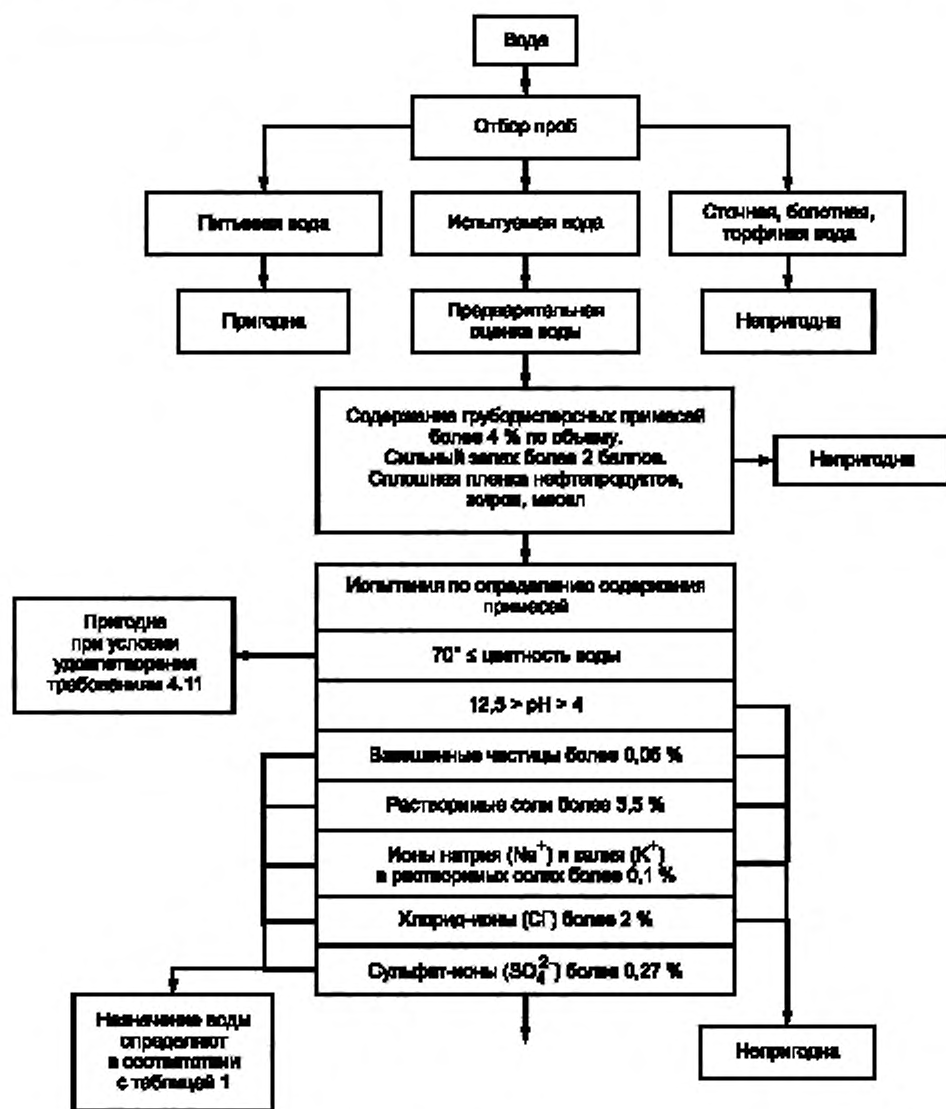 Вода
Отбор проб
Питьевая вода
Испытуемая вода
Сточная, болотная,
торфяная вода
Пригодна
Предварительная
оценка воды
Непригодна
Содержание грубодисперсных примесей
более 4 % по объему.
Сильный запах более 2 баллов.
Сплошная пленка нефтепродуктов,
жиров, масел
Непригодна
Испытания по определению содержания
примесей
Пригодна
при условии
удовлетворения
требованиям 4.11
70° ≤ цветность воды
12,5 > pH > 4
Взвешенные частицы более 0,05 %
Растворимые соли более 3,5 %
Ионы натрия (Na⁺) и калия (K⁺)
в растворимых солях более 0,1 %
Хлорид-ионы (Cl⁻) более 2 %
Сульфат-ионы (SO₄²⁻) более 0,27 %
Назначение воды
определяют
в соответствии
с таблицей 1
Непригодна